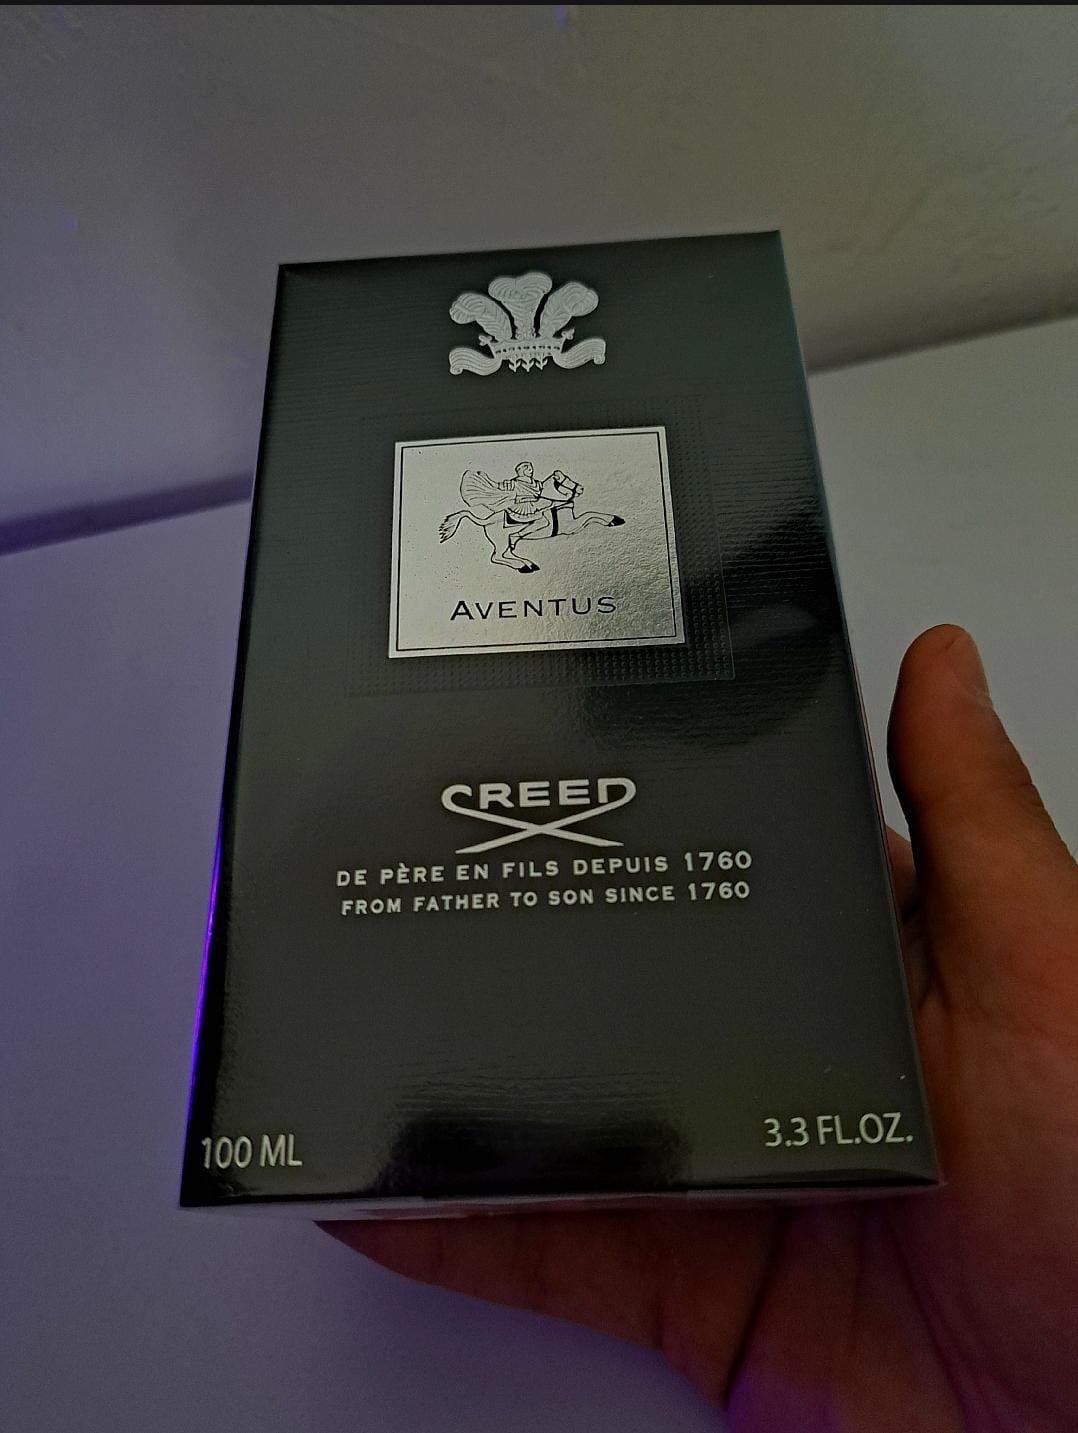 AVENTUS
CREED
DE PÈRE EN FILS DEPUIS 1760
FROM FATHER TO SON SINCE 1760
100 ML
3.3 FL.OZ.